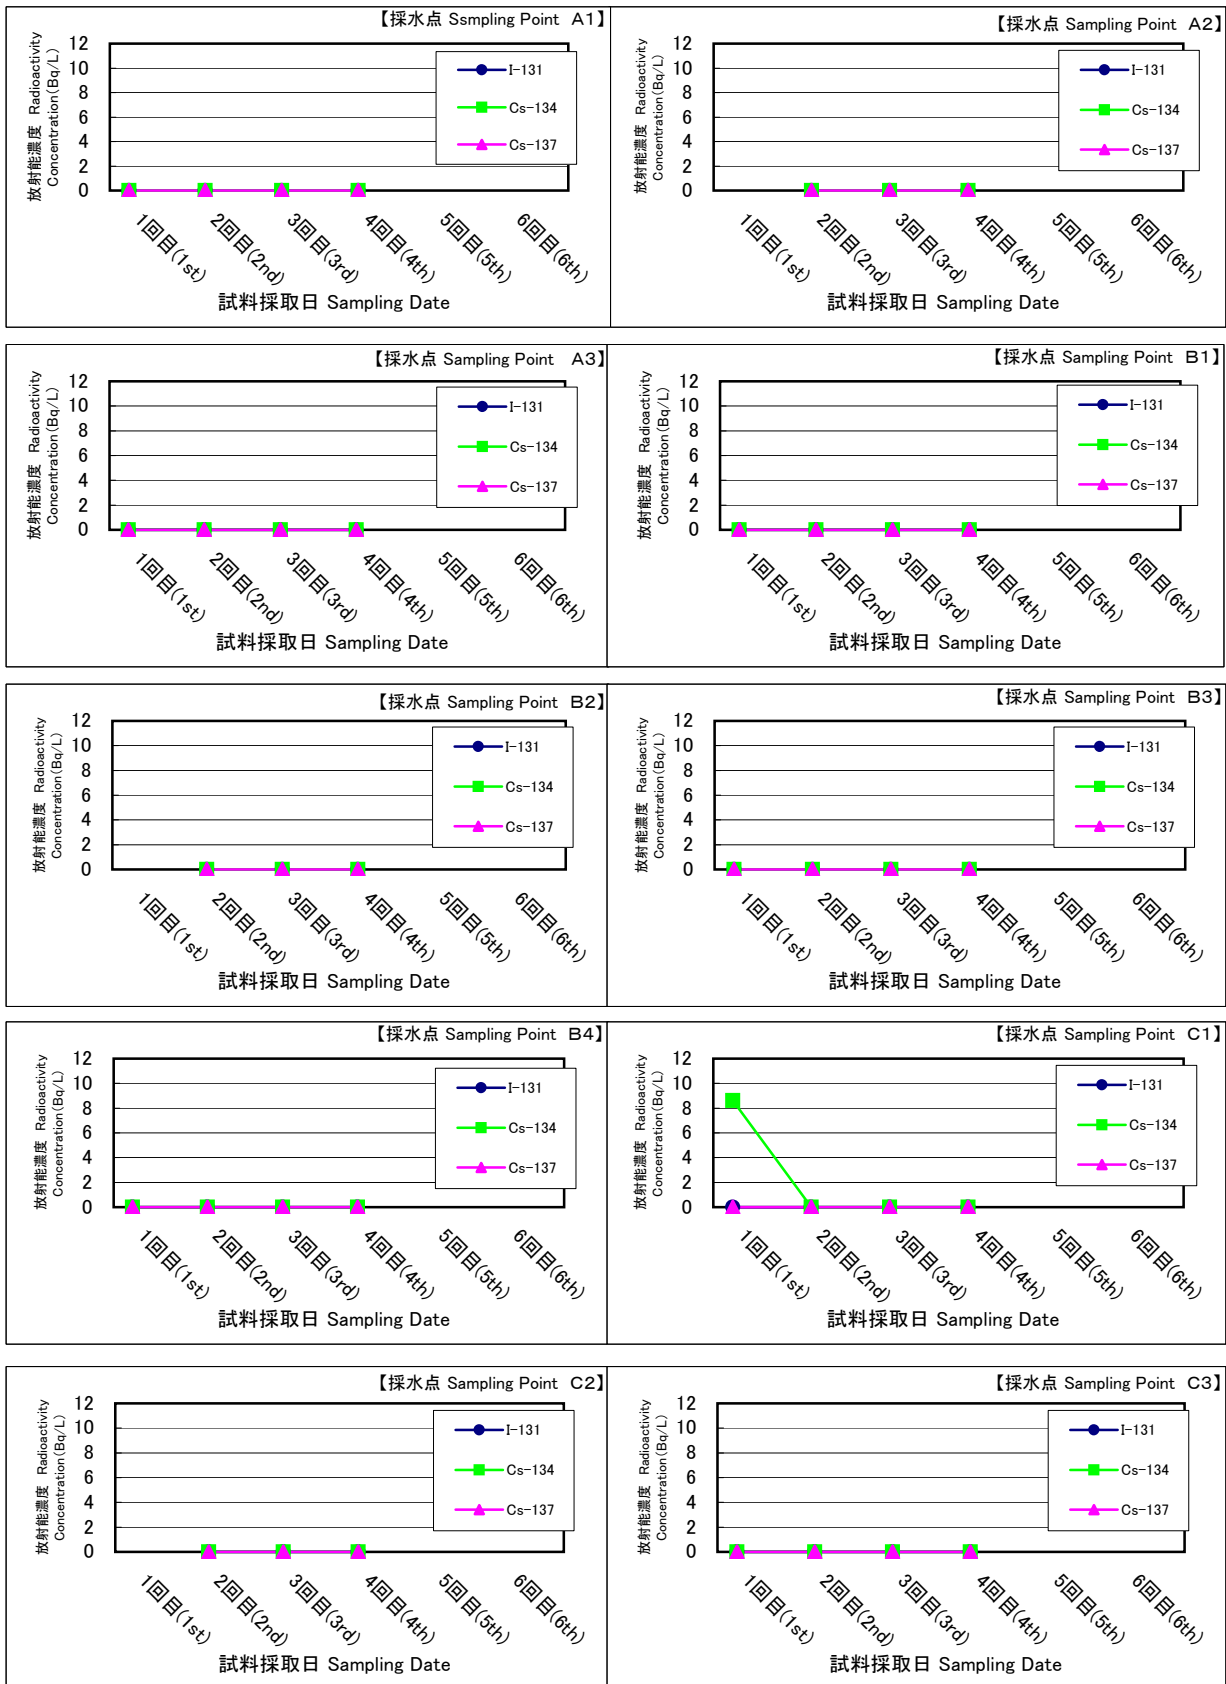 【採水点 Ssmpling Point A1】
放射能濃度 Radioactivity
Concentration(Bq/L)
12
10
8
6
4
2
0
I-131
Cs-134
Cs-137
1回目(1st)
2回目(2nd)
3回目(3rd)
4回目(4th)
5回目(5th)
6回目(6th)
試料採取日 Sampling Date
【採水点 Sampling Point A2】
放射能濃度 Radioactivity
Concentration(Bq/L)
12
10
8
6
4
2
0
I-131
Cs-134
Cs-137
1回目(1st)
2回目(2nd)
3回目(3rd)
4回目(4th)
5回目(5th)
6回目(6th)
試料採取日 Sampling Date
【採水点 Sampling Point A3】
放射能濃度 Radioactivity
Concentration(Bq/L)
12
10
8
6
4
2
0
I-131
Cs-134
Cs-137
1回目(1st)
2回目(2nd)
3回目(3rd)
4回目(4th)
5回目(5th)
6回目(6th)
試料採取日 Sampling Date
【採水点 Sampling Point B1】
放射能濃度 Radioactivity
Concentration(Bq/L)
12
10
8
6
4
2
0
I-131
Cs-134
Cs-137
1回目(1st)
2回目(2nd)
3回目(3rd)
4回目(4th)
5回目(5th)
6回目(6th)
試料採取日 Sampling Date
【採水点 Sampling Point B2】
放射能濃度 Radioactivity
Concentration(Bq/L)
12
10
8
6
4
2
0
I-131
Cs-134
Cs-137
1回目(1st)
2回目(2nd)
3回目(3rd)
4回目(4th)
5回目(5th)
6回目(6th)
試料採取日 Sampling Date
【採水点 Sampling Point B3】
放射能濃度 Radioactivity
Concentration(Bq/L)
12
10
8
6
4
2
0
I-131
Cs-134
Cs-137
1回目(1st)
2回目(2nd)
3回目(3rd)
4回目(4th)
5回目(5th)
6回目(6th)
試料採取日 Sampling Date
【採水点 Sampling Point B4】
放射能濃度 Radioactivity
Concentration(Bq/L)
12
10
8
6
4
2
0
I-131
Cs-134
Cs-137
1回目(1st)
2回目(2nd)
3回目(3rd)
4回目(4th)
5回目(5th)
6回目(6th)
試料採取日 Sampling Date
【採水点 Sampling Point C1】
放射能濃度 Radioactivity
Concentration(Bq/L)
12
10
8
6
4
2
0
I-131
Cs-134
Cs-137
1回目(1st)
2回目(2nd)
3回目(3rd)
4回目(4th)
5回目(5th)
6回目(6th)
試料採取日 Sampling Date
【採水点 Sampling Point C2】
放射能濃度 Radioactivity
Concentration(Bq/L)
12
10
8
6
4
2
0
I-131
Cs-134
Cs-137
1回目(1st)
2回目(2nd)
3回目(3rd)
4回目(4th)
5回目(5th)
6回目(6th)
試料採取日 Sampling Date
【採水点 Sampling Point C3】
放射能濃度 Radioactivity
Concentration(Bq/L)
12
10
8
6
4
2
0
I-131
Cs-134
Cs-137
1回目(1st)
2回目(2nd)
3回目(3rd)
4回目(4th)
5回目(5th)
6回目(6th)
試料採取日 Sampling Date